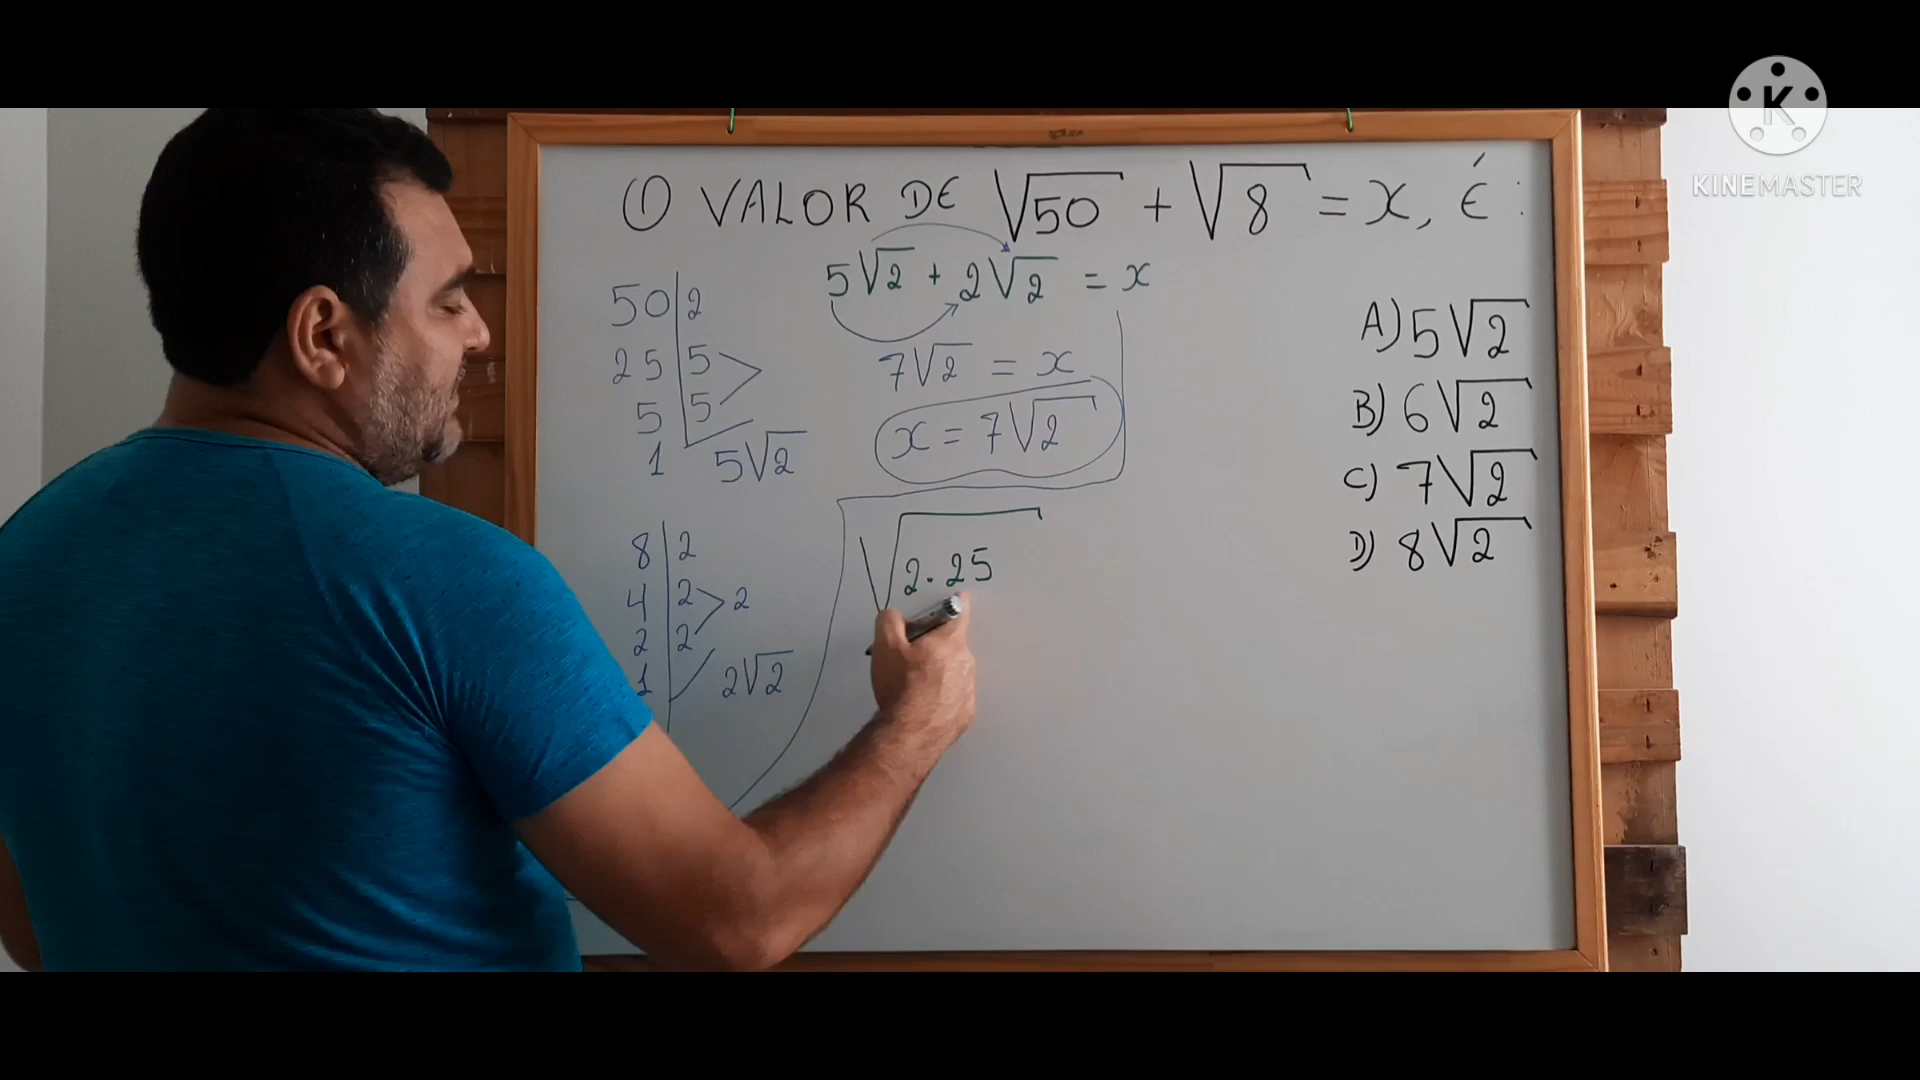 ① VALOR DE √50 + √8 = x, É :
5√2 + 2√2 = x
7√2 = x
x = 7√2
50 | 2
25 | 5
5 | 5
1
5√2
8 | 2
4 | 2 > 2
2 | 2
1
2√2
√2·25
A) 5√2
B) 6√2
C) 7√2
D) 8√2
K
KINEMASTER